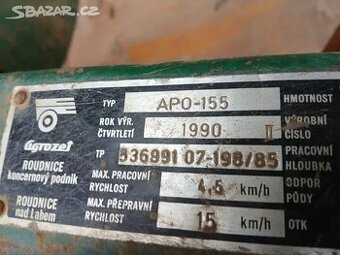 Sbazar.cz
TYP APO-155 HMOTNOST
ROK VÝR. 1990 II VÝROBNÍ
ČTVRTLETÍ ČÍSLO
Agrozet
TP 536991 07-198/85 PRACOVNÍ
HLOUBKA
ROUDNICE
koncernový podnik
MAX. PRACOVNÍ
RYCHLOST 4,5 km/h ODPOR
PŮDY
ROUDNICE
nad Labem
MAX. PŘEPRAVNÍ
RYCHLOST 15 km/h OTK